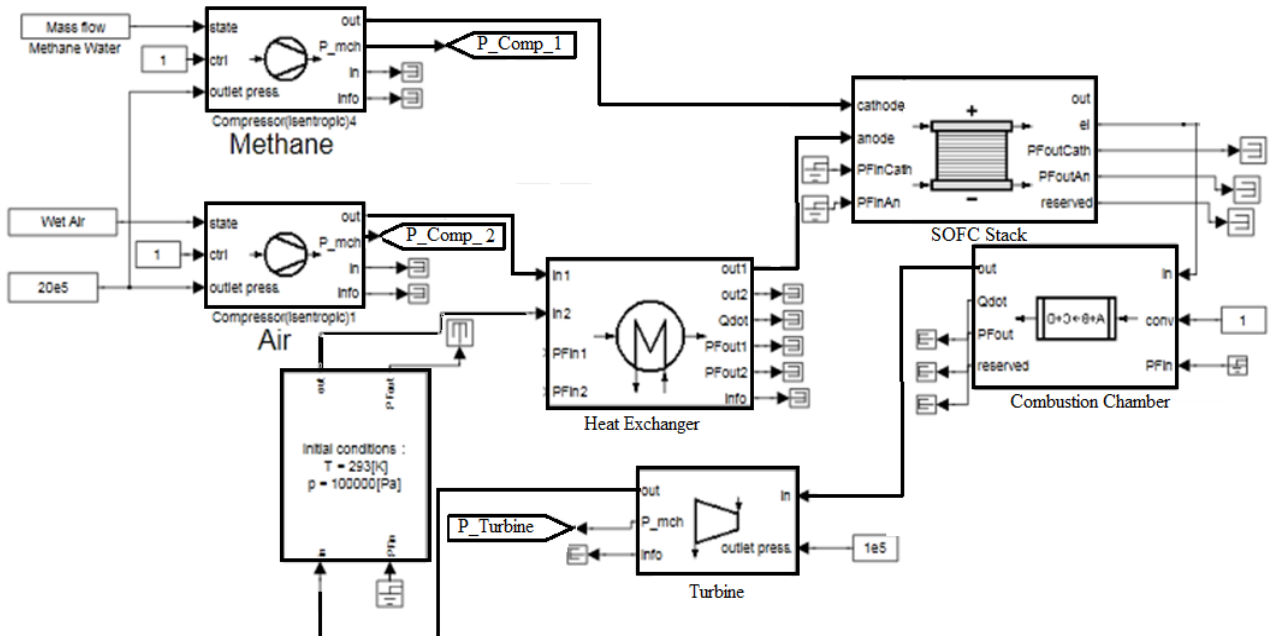 Mass flow
Methane Water
1
state
ctrl
outlet press.
out
P_mch
In
Info
Compressor(Isentropic)4
Methane
P_Comp_1
Wet Air
1
20e5
state
ctrl
outlet press.
out
P_mch
In
Info
Compressor(Isentropic)1
Air
P_Comp_ 2
cathode
anode
PFInCath
PFInAn
+
-
out
el
PFoutCath
PFoutAn
reserved
SOFC Stack
In1
In2
PFIn1
PFIn2
M
out1
out2
Qdot
PFout1
PFout2
Info
Heat Exchanger
out
Qdot
PFout
reserved
A+B→C+D
In
conv
PFIn
1
Combustion Chamber
out
PFout
Initial conditions :
T = 293[K]
p = 100000[Pa]
In
PFIn
out
P_mch
Info
In
outlet press.
1e5
P_Turbine
Turbine